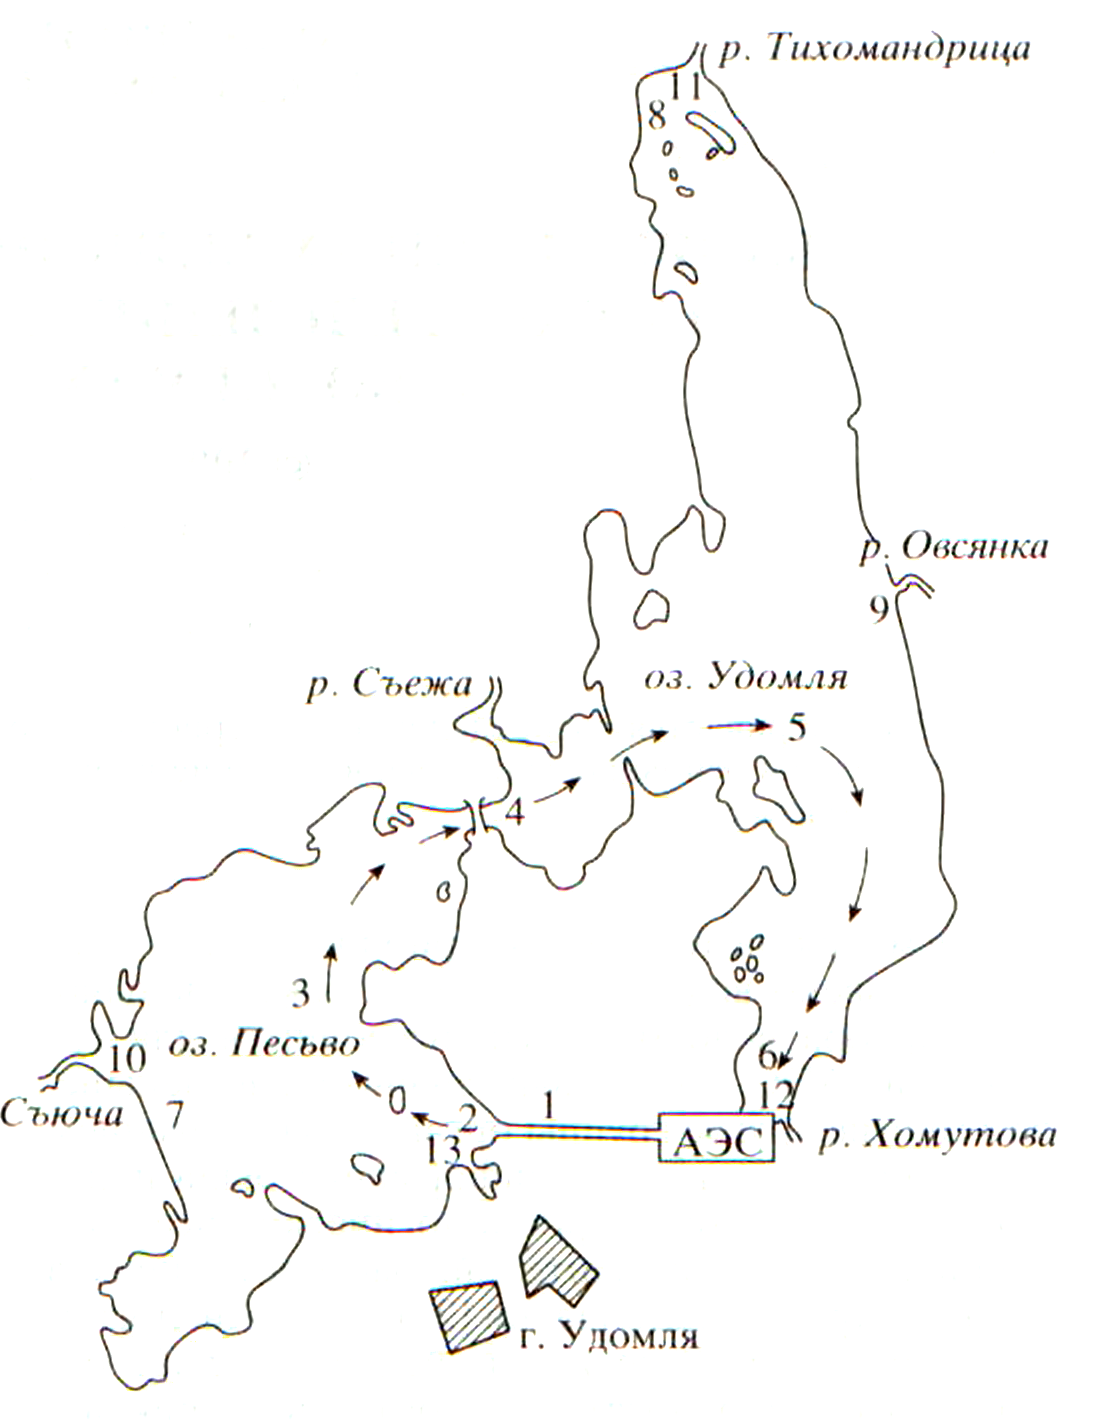 р. Тихомандрица
11
8
р. Овсянка
9
р. Съежа
оз. Удомля
5
4
3
оз. Песьво
10
6
0
1
12
Съюча
7
2
АЭС
р. Хомутова
13
г. Удомля